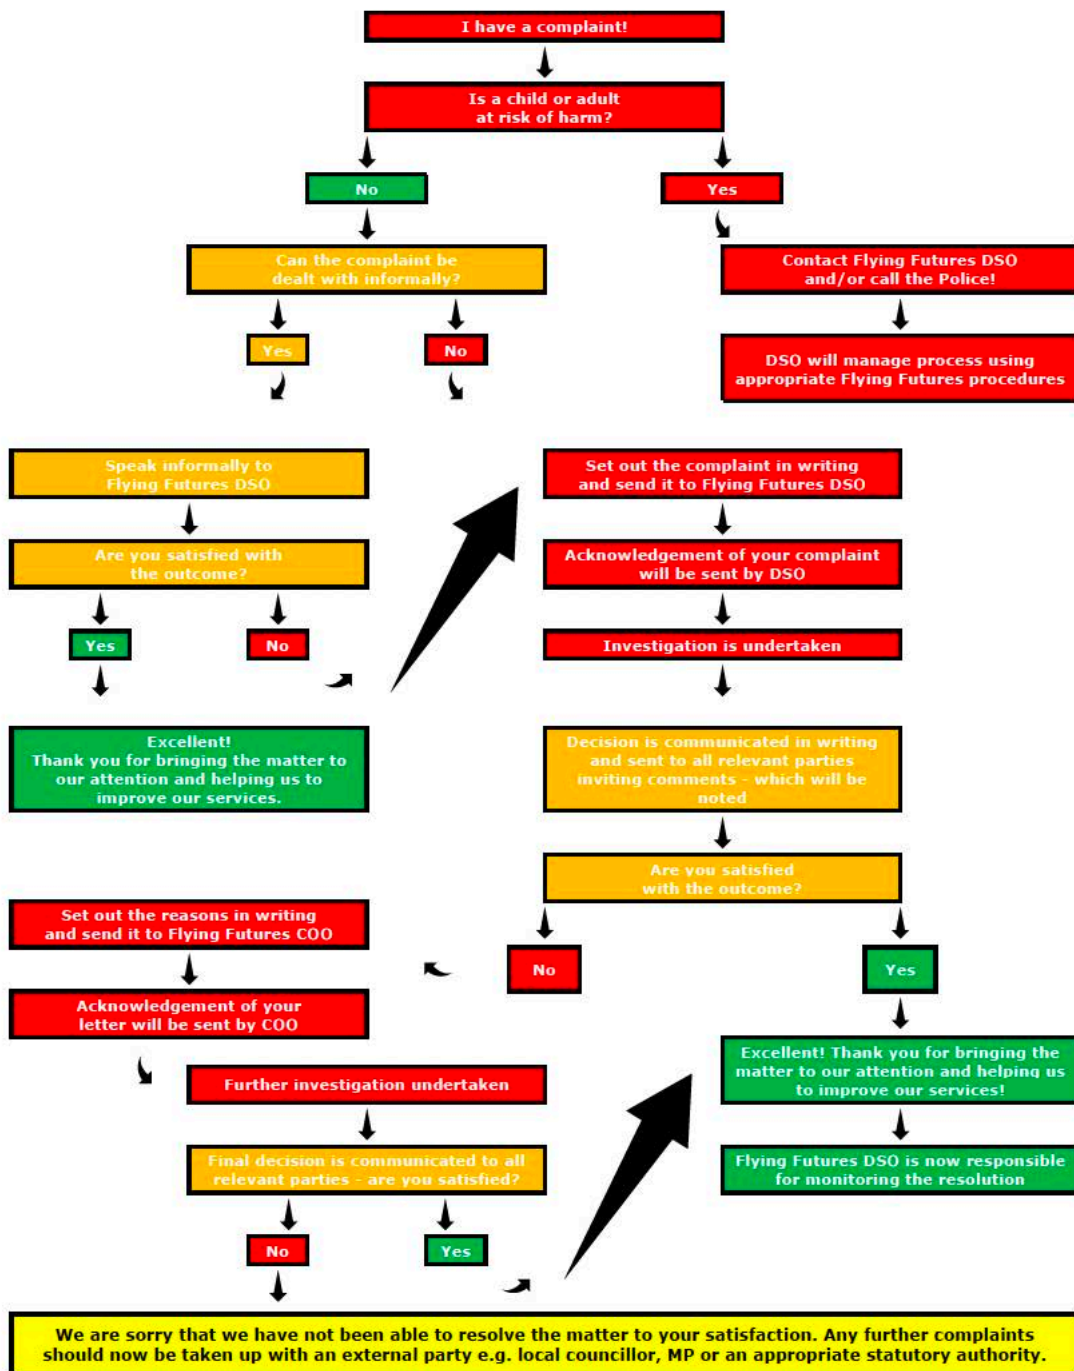 I have a complaint!
Is a child or adult
at risk of harm?
No
Yes
Can the complaint be
dealt with informally?
Contact Flying Futures DSO
and/or call the Police!
Yes
No
DSO will manage process using
appropriate Flying Futures procedures
Speak informally to
Flying Futures DSO
Set out the complaint in writing
and send it to Flying Futures DSO
Are you satisfied with
the outcome?
Acknowledgement of your complaint
will be sent by DSO
Yes
No
Investigation is undertaken
Excellent!
Thank you for bringing the matter to
our attention and helping us to
improve our services.
Decision is communicated in writing
and sent to all relevant parties
inviting comments - which will be
noted
Are you satisfied
with the outcome?
Set out the reasons in writing
and send it to Flying Futures COO
No
Yes
Acknowledgement of your
letter will be sent by COO
Excellent! Thank you for bringing the
matter to our attention and helping us
to improve our services!
Further investigation undertaken
Final decision is communicated to all
relevant parties - are you satisfied?
Flying Futures DSO is now responsible
for monitoring the resolution
No
Yes
We are sorry that we have not been able to resolve the matter to your satisfaction. Any further complaints
should now be taken up with an external party e.g. local councillor, MP or an appropriate statutory authority.